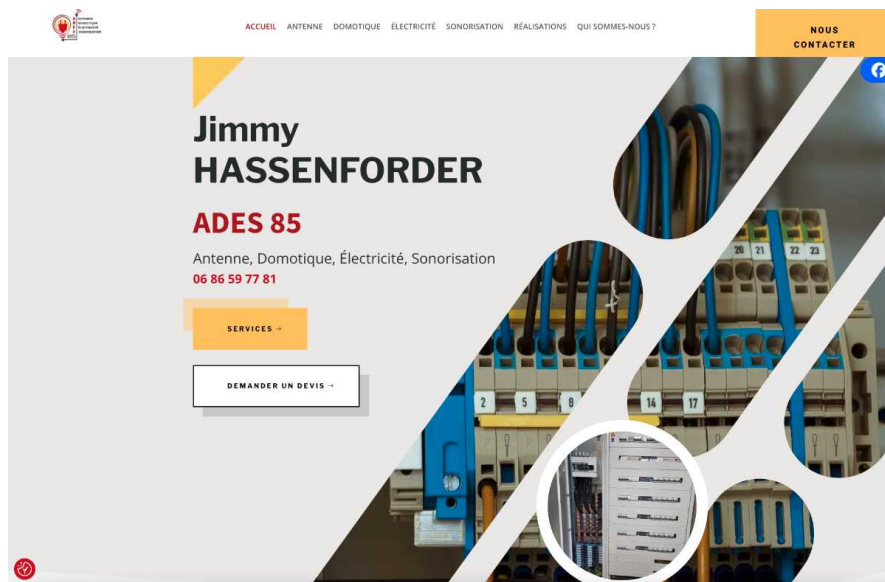 ACCUEIL ANTENNE DOMOTIQUE ÉLECTRICITÉ SONORISATION RÉALISATIONS QUI SOMMES-NOUS ?
NOUS
CONTACTER
Jimmy
HASSENFORDER
ADES 85
Antenne, Domotique, Électricité, Sonorisation
06 86 59 77 81
SERVICES →
DEMANDER UN DEVIS →
20 21 22 23
2 5 8 14 17